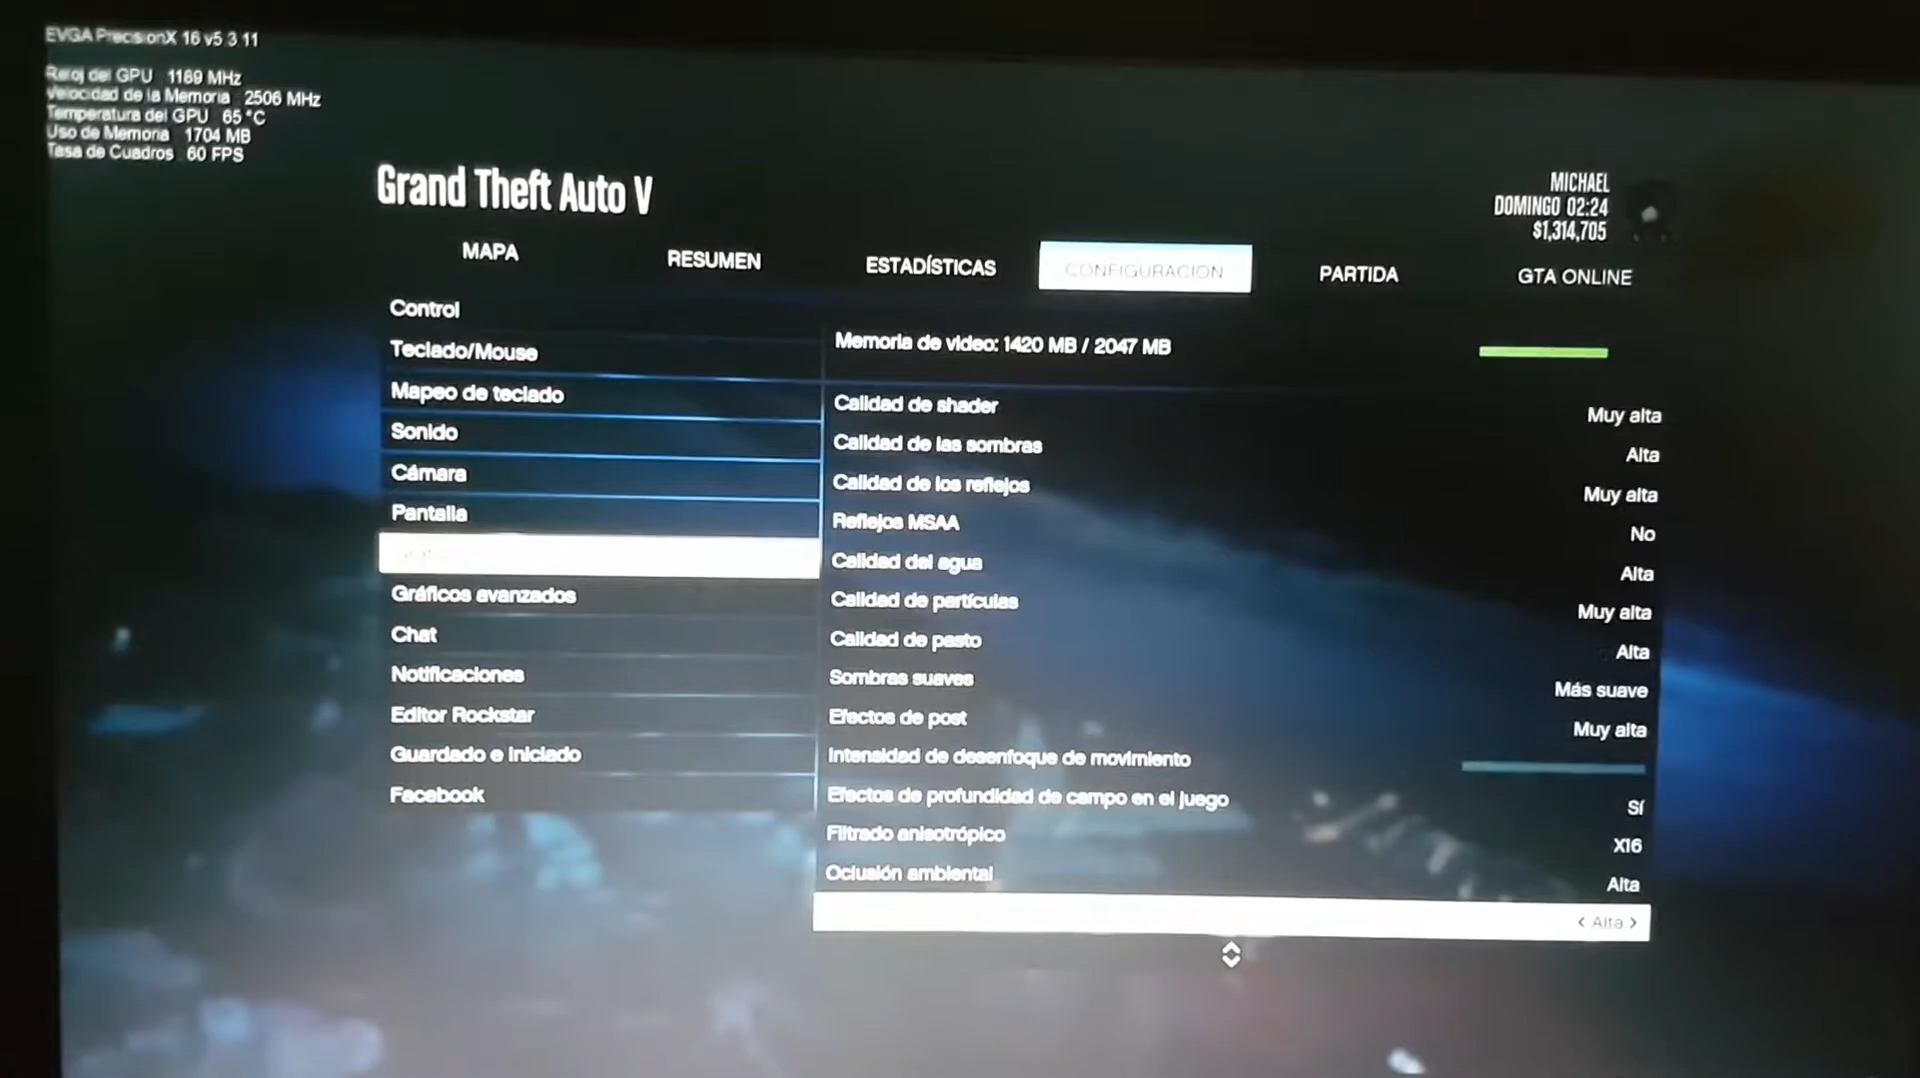 EVGA PrecisionX 16 v5.3.11
Reloj del GPU 1189 MHz
Velocidad de la Memoria 2506 MHz
Temperatura del GPU 65 °C
Uso de Memoria 1704 MB
Tasa de Cuadros 60 FPS
Grand Theft Auto V
MICHAEL
DOMINGO 02:24
$1,314,705
MAPA RESUMEN ESTADÍSTICAS CONFIGURACIÓN PARTIDA GTA ONLINE
Control
Teclado/Mouse
Mapeo de teclado
Sonido
Cámara
Pantalla
Gráficos avanzados
Chat
Notificaciones
Editor Rockstar
Guardado e iniciado
Facebook
Memoria de video: 1420 MB / 2047 MB
Calidad de shader Muy alta
Calidad de las sombras Alta
Calidad de los reflejos Muy alta
Reflejos MSAA No
Calidad del agua Alta
Calidad de partículas Muy alta
Calidad de pasto Alta
Sombras suaves Más suave
Efectos de post Muy alta
Intensidad de desenfoque de movimiento
Efectos de profundidad de campo en el juego Sí
Filtrado anisotrópico X16
Oclusión ambiental Alta
< Alta >